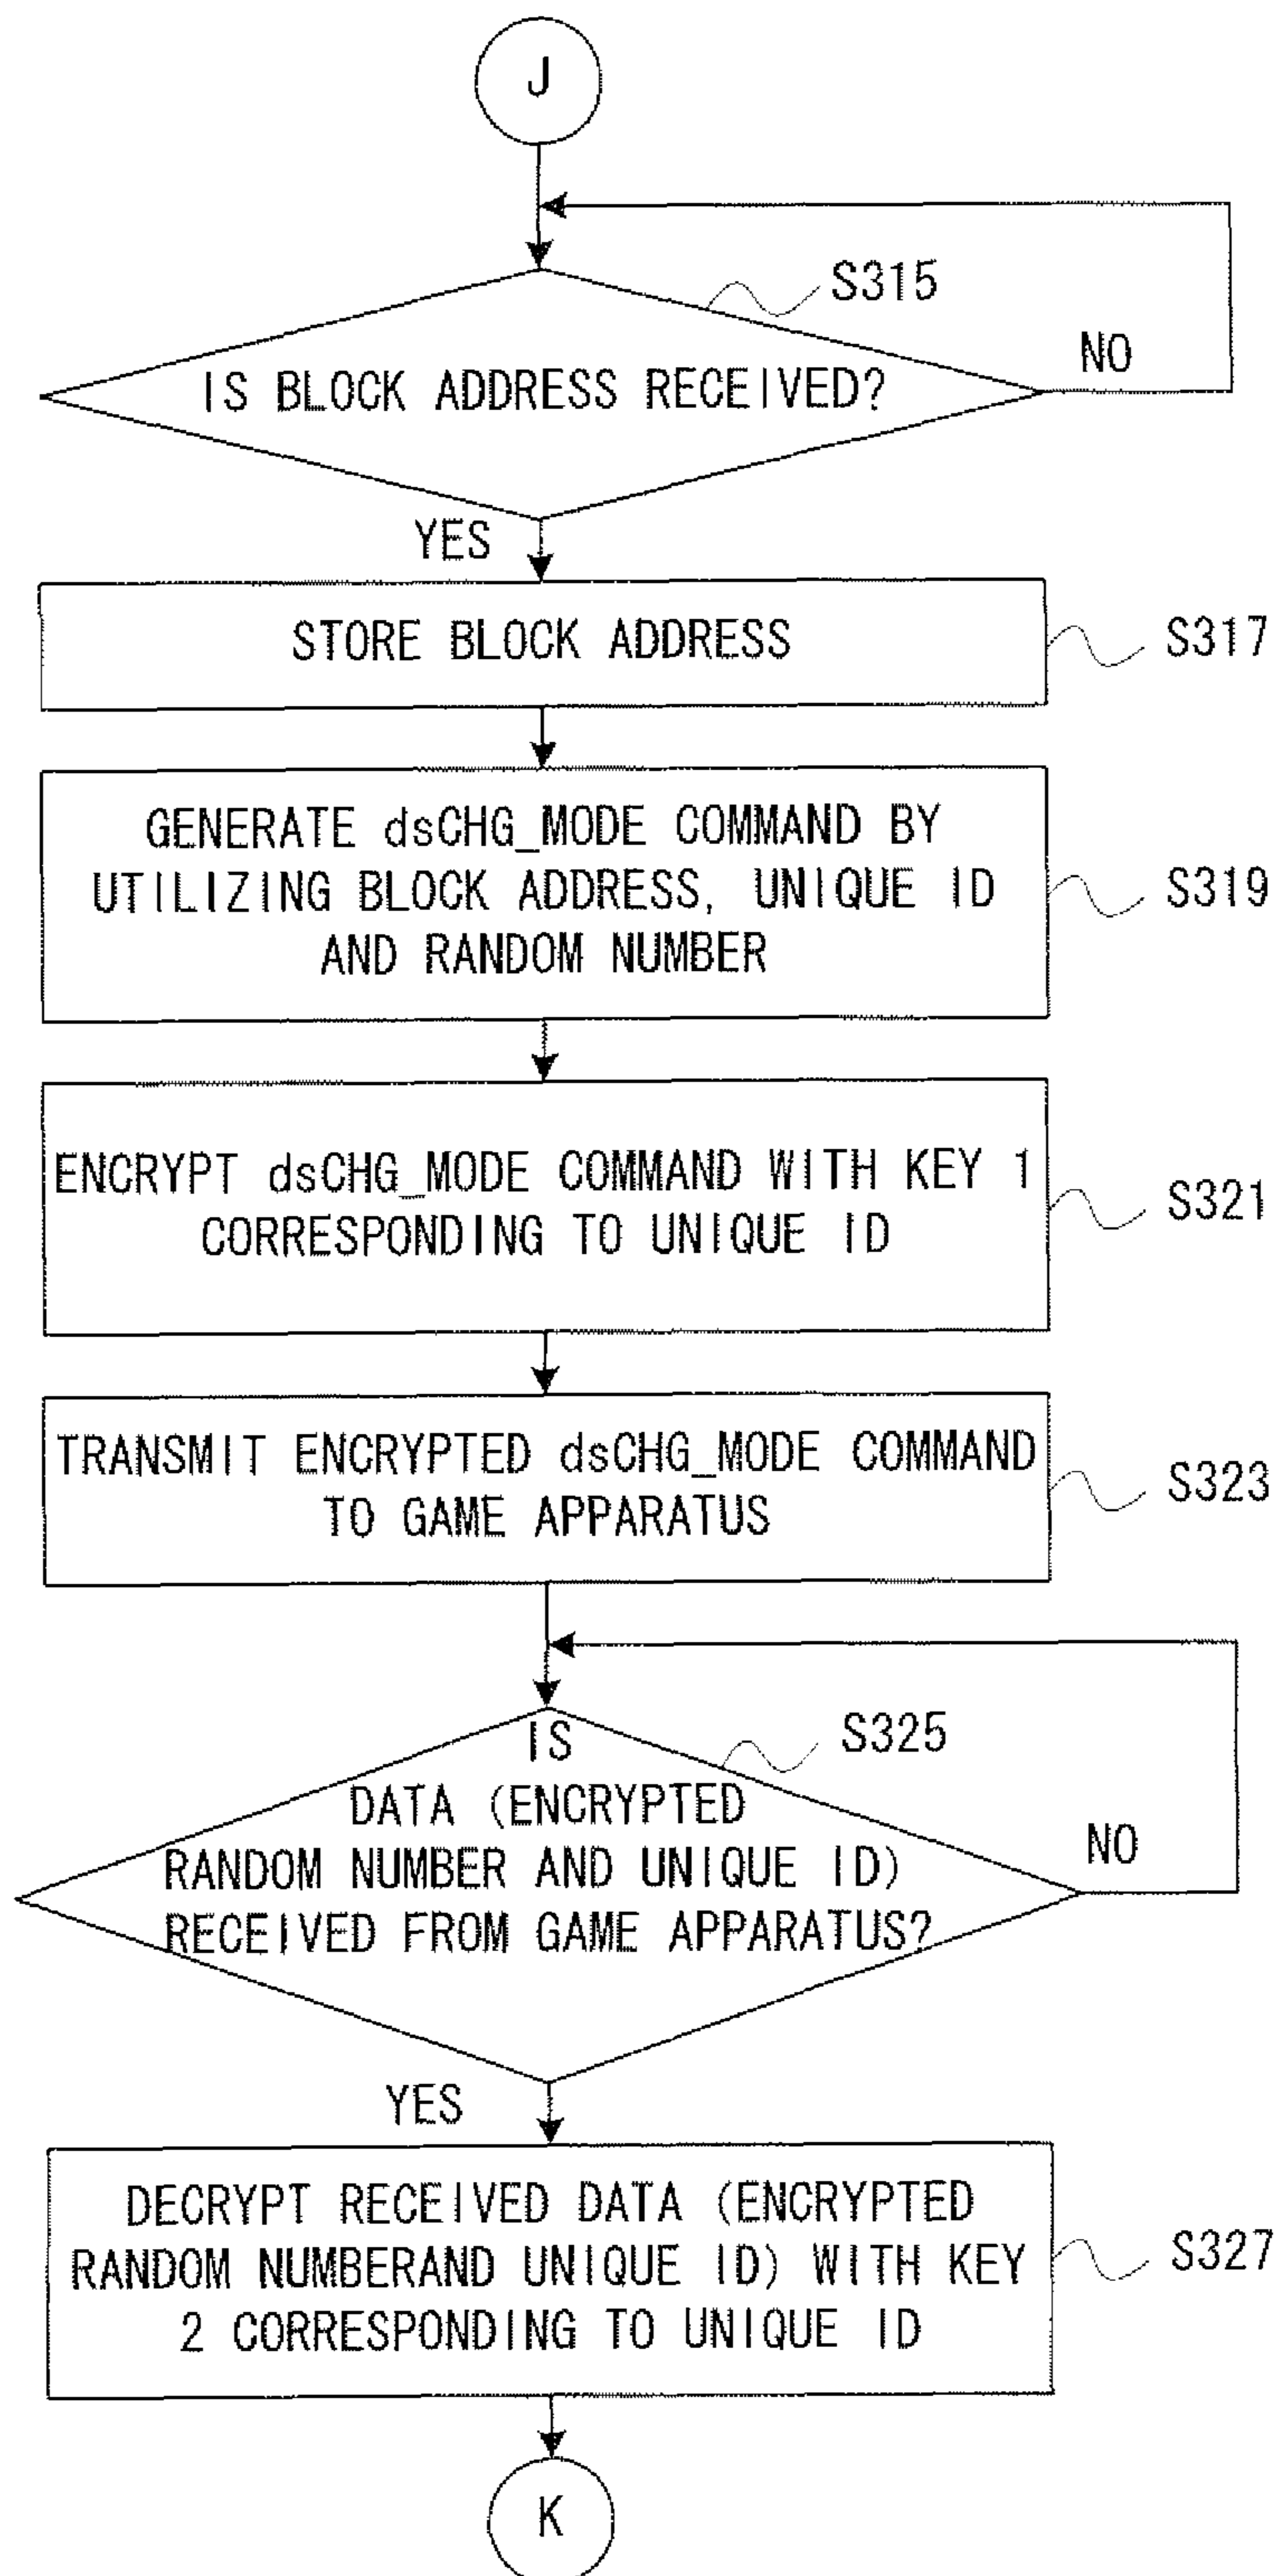 J
S315
NO
IS BLOCK ADDRESS RECEIVED?
YES
STORE BLOCK ADDRESS
S317
GENERATE dsCHG_MODE COMMAND BY
UTILIZING BLOCK ADDRESS, UNIQUE ID
AND RANDOM NUMBER
S319
ENCRYPT dsCHG_MODE COMMAND WITH KEY 1
CORRESPONDING TO UNIQUE ID
S321
TRANSMIT ENCRYPTED dsCHG_MODE COMMAND
TO GAME APPARATUS
S323
S325
IS
DATA (ENCRYPTED
RANDOM NUMBER AND UNIQUE ID)
RECEIVED FROM GAME APPARATUS?
NO
YES
DECRYPT RECEIVED DATA (ENCRYPTED
RANDOM NUMBERAND UNIQUE ID) WITH KEY
2 CORRESPONDING TO UNIQUE ID
S327
K